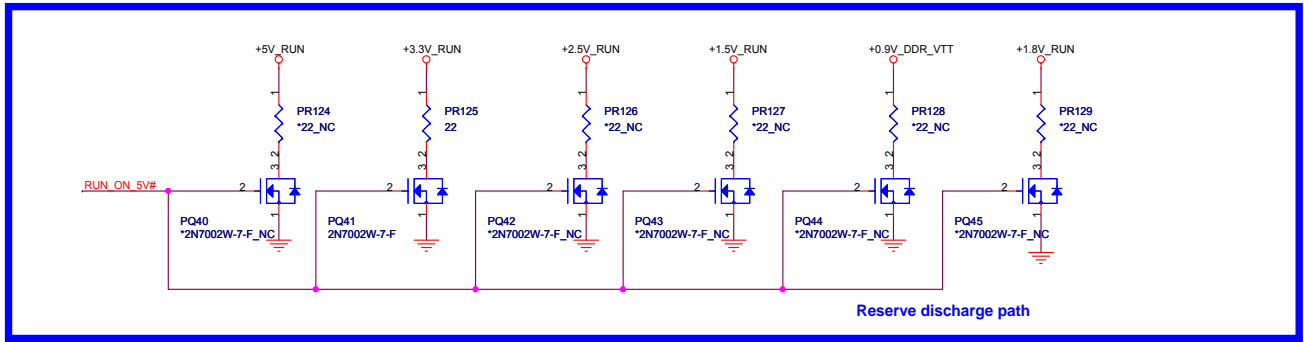 +5V_RUN +3.3V_RUN +2.5V_RUN +1.5V_RUN +0.9V_DDR_VTT +1.8V_RUN
1 1 1 1 1 1
PR124 PR125 PR126 PR127 PR128 PR129
*22_NC 22 *22_NC *22_NC *22_NC *22_NC
3 2 3 2 3 2 3 2 3 2 3 2
RUN_ON_5V# 2 2 2 2 2 2
1 1 1 1 1 1
PQ40 PQ41 PQ42 PQ43 PQ44 PQ45
*2N7002W-7-F_NC 2N7002W-7-F *2N7002W-7-F_NC *2N7002W-7-F_NC *2N7002W-7-F_NC *2N7002W-7-F_NC
Reserve discharge path